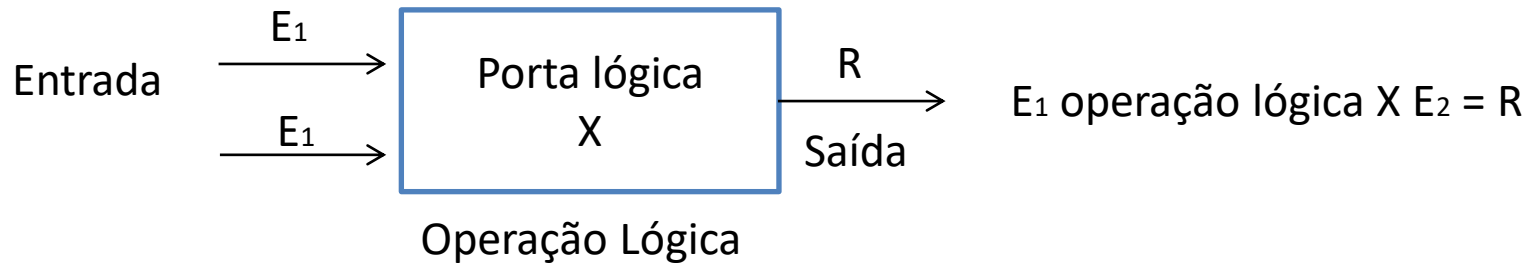 E1
Entrada
E1
Porta lógica
X
R
Saída
E1 operação lógica X E2 = R
Operação Lógica